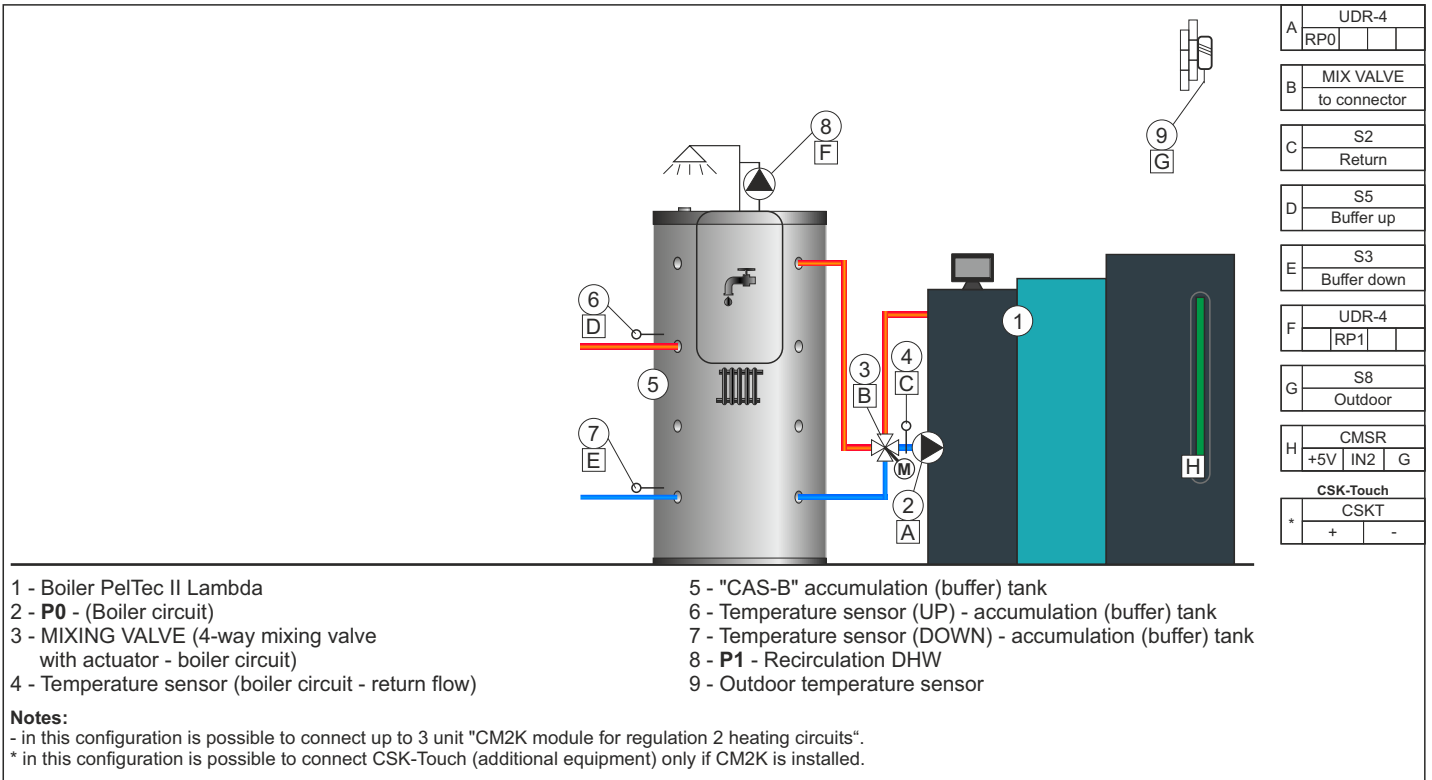 8
F
9
G
6
D
5
7
E
3
B
4
C
M
2
A
1
H
A
UDR-4
RP0
B
MIX VALVE
to connector
C
S2
Return
D
S5
Buffer up
E
S3
Buffer down
F
UDR-4
RP1
G
S8
Outdoor
H
CMSR
+5V IN2 G
CSK-Touch
*
CSKT
+ -
1 - Boiler PelTec II Lambda
2 - P0 - (Boiler circuit)
3 - MIXING VALVE (4-way mixing valve
with actuator - boiler circuit)
4 - Temperature sensor (boiler circuit - return flow)
5 - "CAS-B" accumulation (buffer) tank
6 - Temperature sensor (UP) - accumulation (buffer) tank
7 - Temperature sensor (DOWN) - accumulation (buffer) tank
8 - P1 - Recirculation DHW
9 - Outdoor temperature sensor
Notes:
- in this configuration is possible to connect up to 3 unit "CM2K module for regulation 2 heating circuits“.
* in this configuration is possible to connect CSK-Touch (additional equipment) only if CM2K is installed.